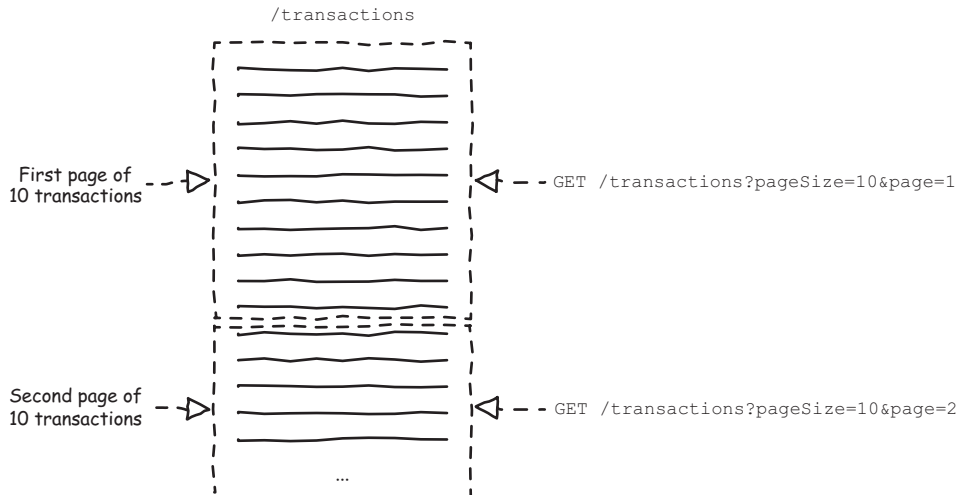 /transactions
First page of
10 transactions
GET /transactions?pageSize=10&page=1
Second page of
10 transactions
GET /transactions?pageSize=10&page=2
...